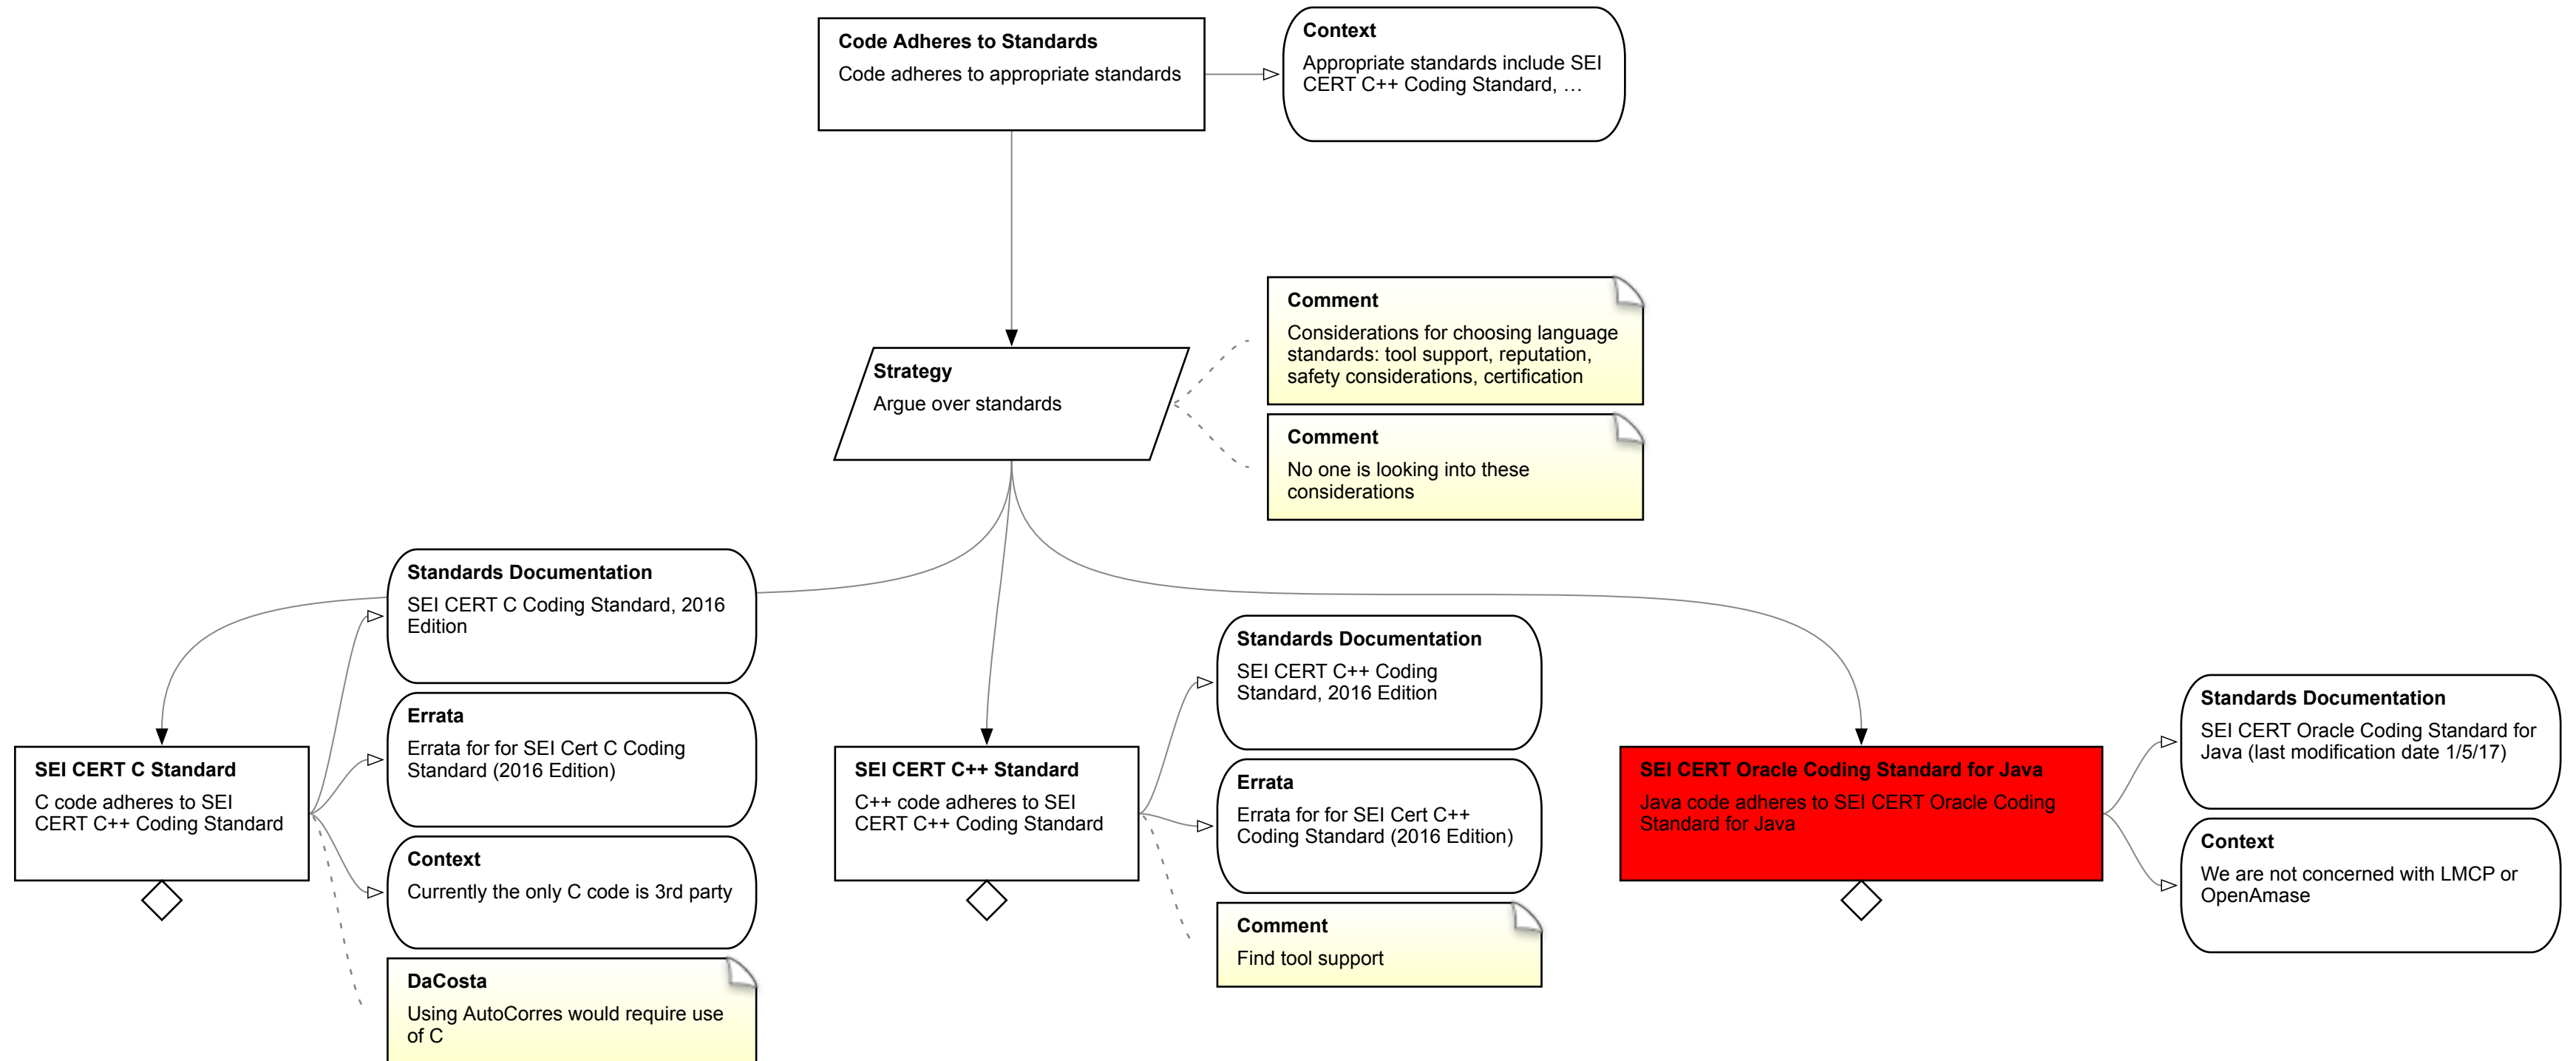 Code Adheres to Standards
Code adheres to appropriate standards
Context
Appropriate standards include SEI
CERT C++ Coding Standard, …
Strategy
Argue over standards
Comment
Considerations for choosing language
standards: tool support, reputation,
safety considerations, certification
Comment
No one is looking into these
considerations
SEI CERT C Standard
C code adheres to SEI
CERT C++ Coding Standard
Standards Documentation
SEI CERT C Coding Standard, 2016
Edition
Errata
Errata for for SEI Cert C Coding
Standard (2016 Edition)
Context
Currently the only C code is 3rd party
DaCosta
Using AutoCorres would require use
of C
SEI CERT C++ Standard
C++ code adheres to SEI
CERT C++ Coding Standard
Standards Documentation
SEI CERT C++ Coding
Standard, 2016 Edition
Errata
Errata for for SEI Cert C++
Coding Standard (2016 Edition)
Comment
Find tool support
SEI CERT Oracle Coding Standard for Java
Java code adheres to SEI CERT Oracle Coding
Standard for Java
Standards Documentation
SEI CERT Oracle Coding Standard for
Java (last modification date 1/5/17)
Context
We are not concerned with LMCP or
OpenAmase